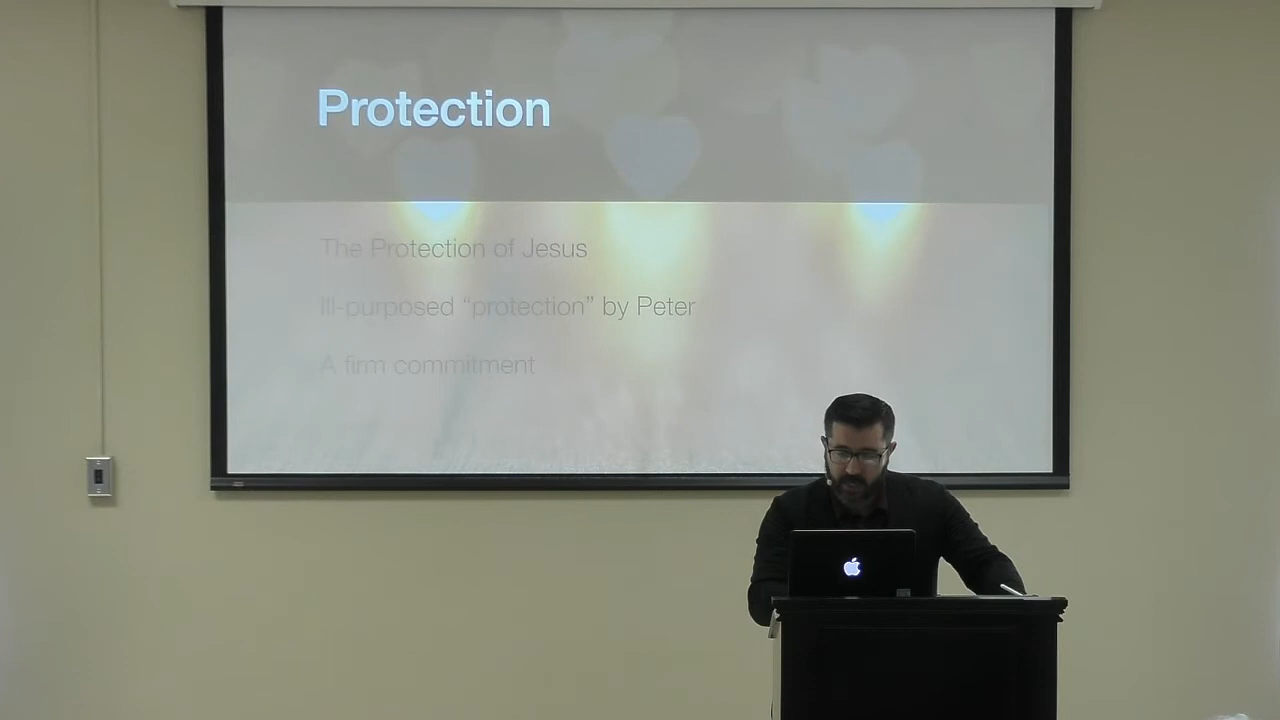 Protection
The Protection of Jesus
Ill-purposed “protection” by Peter
A firm commitment